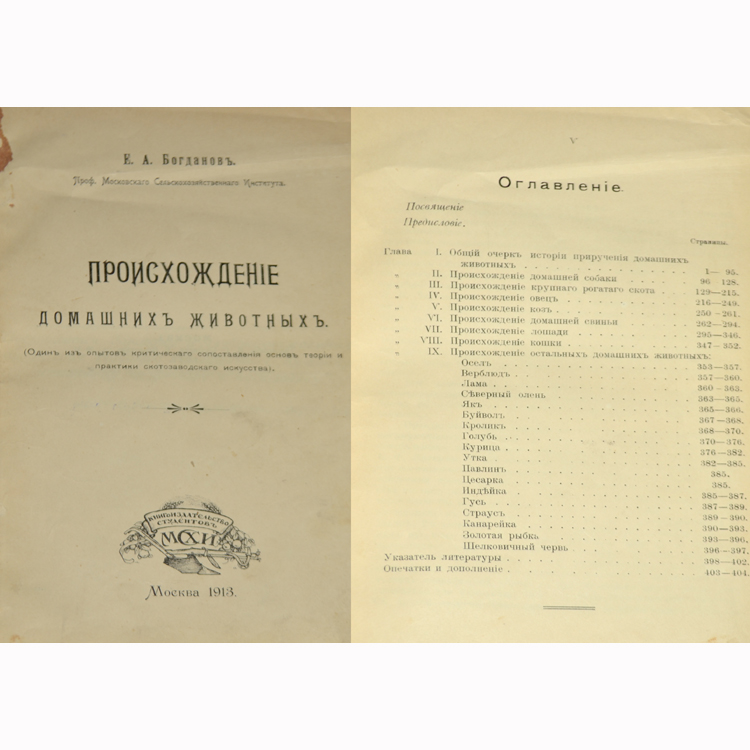 Е. А. Богдановъ.
Проф. Московскаго Сельскохозяйственнаго Института.
ПРОИСХОЖДЕНІЕ
ДОМАШНИХЪ ЖИВОТНЫХЪ.
(Одинъ изъ опытовъ критическаго сопоставленія основъ теоріи и
практики скотозаводскаго искусства).
КНИГОИЗДАТЕЛЬСТВО
СТУДЕНТОВЪ
МСХИ
Москва 1913.
V
Оглавленіе.
Посвященіе
Предисловіе.
Страницы.
Глава I. Общій очеркъ исторіи прирученія домашнихъ
животныхъ . . . 1— 95.
„ II. Происхожденіе домашней собаки . . . 96 128.
„ III. Происхожденіе крупнаго рогатаго скота . . . 129—215.
„ IV. Происхожденіе овецъ . . . 216—249.
„ V. Происхожденіе козъ . . . 250 -261.
„ VI. Происхожденіе домашней свиньи . . . 262—294.
„ VII. Происхожденіе лошади . . . 295—346.
„ VIII. Происхожденіе кошки . . . 347—352.
„ IX. Происхожденіе остальныхъ домашнихъ животныхъ:
Оселъ . . . 353—357.
Верблюдъ . . . 357—360.
Лама . . . 360 -363.
Сѣверный олень . . . 363—365.
Якъ . . . 365—366.
Буйволъ . . . 367—368.
Кроликъ . . . 368—370.
Голубь . . . 370—376.
Курица . . . 376—382.
Утка . . . 382—385.
Павлинъ . . . 385.
Цесарка . . . 385.
Индѣйка . . . 385—387.
Гусь . . . 387—389.
Страусъ . . . 389 -390.
Канарейка . . . 390—393.
Золотая рыбкь . . . 393—396.
Шелковичный червь . . . 396—397.
Указатель литературы . . . 398—402.
Опечатки и дополненіе . . . 403—404.